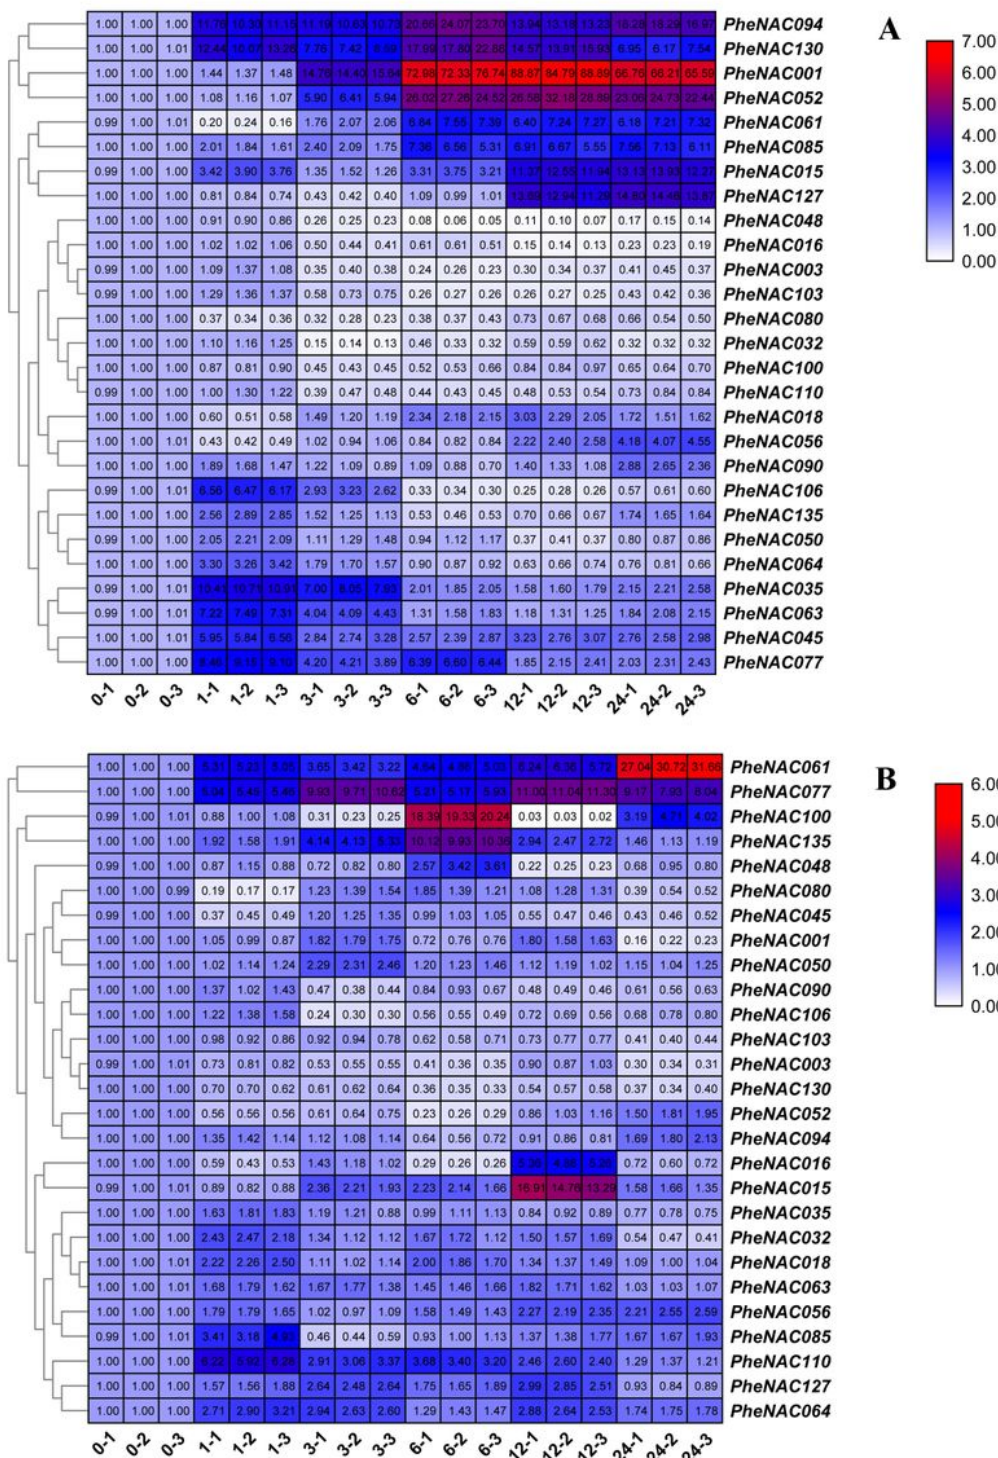 1.00 1.00 1.00 11.76 10.33 11.15 11.19 10.63 10.73 20.66 24.07 23.70 13.94 13.18 13.23 18.28 18.29 16.97 PheNAC094
1.00 1.00 1.01 12.44 10.07 13.26 7.76 7.42 17.99 17.80 22.86 14.57 13.91 15.93 6.95 6.17 7.54 PheNAC130
1.00 1.00 1.00 1.44 1.37 1.48 14.76 14.40 15.64 72.98 72.33 76.74 88.87 84.79 88.89 66.76 66.21 65.59 PheNAC001
1.00 1.00 1.00 1.08 1.16 1.07 5.90 6.41 5.94 26.02 27.26 24.52 26.58 32.18 28.89 23.06 24.73 22.44 PheNAC052
0.99 1.00 1.01 0.20 0.24 0.16 1.76 2.07 2.06 6.84 7.55 7.39 6.40 7.24 7.27 6.18 7.21 7.32 PheNAC061
1.00 1.00 1.00 2.01 1.84 1.61 2.40 2.09 1.75 7.36 6.56 5.31 6.91 6.67 5.55 7.56 7.13 6.11 PheNAC085
0.99 1.00 1.00 3.42 3.90 3.76 1.35 1.52 1.26 3.31 3.75 3.21 11.37 12.55 11.94 13.13 13.93 12.27 PheNAC015
1.00 1.00 1.00 0.81 0.84 0.74 0.43 0.42 0.40 1.09 0.99 1.01 12.94 11.29 14.80 14.46 13.87 PheNAC127
1.00 1.00 1.00 0.91 0.90 0.86 0.26 0.25 0.23 0.08 0.06 0.05 0.11 0.10 0.07 0.17 0.15 0.14 PheNAC048
1.00 1.00 1.00 1.02 1.02 1.06 0.50 0.44 0.41 0.61 0.61 0.51 0.15 0.14 0.13 0.23 0.23 0.19 PheNAC016
0.99 1.00 1.00 1.09 1.37 1.08 0.35 0.40 0.38 0.24 0.26 0.23 0.30 0.34 0.37 0.41 0.45 0.37 PheNAC003
0.99 1.00 1.00 1.29 1.36 1.37 0.58 0.73 0.75 0.26 0.27 0.26 0.26 0.27 0.25 0.43 0.42 0.36 PheNAC103
1.00 1.00 1.00 0.37 0.34 0.36 0.32 0.28 0.23 0.38 0.37 0.43 0.73 0.67 0.68 0.66 0.54 0.50 PheNAC080
1.00 1.00 1.00 1.10 1.16 1.25 0.15 0.14 0.13 0.46 0.33 0.32 0.59 0.59 0.62 0.32 0.32 0.32 PheNAC032
1.00 1.00 1.00 0.87 0.81 0.90 0.45 0.43 0.45 0.52 0.53 0.66 0.84 0.84 0.97 0.65 0.64 0.70 PheNAC100
0.99 1.00 1.01 1.00 1.30 1.22 0.39 0.47 0.48 0.44 0.43 0.45 0.48 0.53 0.54 0.73 0.84 0.84 PheNAC110
1.00 1.00 1.00 0.60 0.51 0.58 1.49 1.20 1.19 2.34 2.18 2.15 3.03 2.29 2.05 1.72 1.51 1.62 PheNAC018
1.00 1.00 1.01 0.43 0.42 0.49 1.02 0.94 1.06 0.84 0.82 0.84 2.22 2.40 2.58 4.18 4.07 4.55 PheNAC056
1.00 1.00 1.00 1.89 1.68 1.47 1.22 1.09 0.89 1.09 0.88 0.70 1.40 1.33 1.08 2.88 2.65 2.36 PheNAC090
0.99 1.00 1.01 6.56 6.47 6.17 2.93 3.23 2.62 0.33 0.34 0.30 0.25 0.28 0.26 0.57 0.61 0.60 PheNAC106
1.00 1.00 1.00 2.56 2.89 2.85 1.52 1.25 1.13 0.53 0.46 0.53 0.70 0.66 0.67 1.74 1.65 1.64 PheNAC135
0.99 1.00 1.00 2.05 2.21 2.09 1.11 1.29 1.48 0.94 1.12 1.17 0.37 0.41 0.37 0.80 0.87 0.86 PheNAC050
1.00 1.00 1.00 3.30 3.26 3.42 1.79 1.70 1.57 0.90 0.87 0.92 0.63 0.66 0.74 0.76 0.81 0.66 PheNAC064
0.99 1.00 1.01 10.41 10.71 10.91 7.00 8.05 7.93 2.01 1.85 2.05 1.58 1.60 1.79 2.15 2.21 2.58 PheNAC035
0.99 1.00 1.01 7.22 7.49 7.31 4.04 4.09 4.43 1.31 1.58 1.83 1.18 1.31 1.25 1.84 2.08 2.15 PheNAC063
1.00 1.00 1.01 5.95 5.84 6.56 2.84 2.74 3.28 2.57 2.39 2.87 3.23 2.76 3.07 2.76 2.58 2.98 PheNAC045
1.00 1.00 1.00 8.46 9.15 9.10 4.20 4.21 3.89 6.39 6.60 6.44 1.85 2.15 2.41 2.03 2.31 2.43 PheNAC077
0-1 0-2 0-3 1-1 1-2 1-3 3-1 3-2 3-3 6-1 6-2 6-3 12-1 12-2 12-3 24-1 24-2 24-3
A
7.00
6.00
5.00
4.00
3.00
2.00
1.00
0.00
1.00 1.00 1.00 5.31 5.23 5.05 3.65 3.42 3.22 4.64 4.86 5.03 6.24 6.36 5.72 27.04 30.72 31.66 PheNAC061
1.00 1.00 1.00 6.04 5.45 5.46 9.93 9.71 10.62 5.21 5.17 5.93 11.00 11.04 11.30 9.17 7.93 8.04 PheNAC077
0.99 1.00 1.01 0.88 1.00 1.08 0.31 0.23 0.25 18.39 19.33 20.24 0.03 0.03 0.02 3.19 4.71 4.02 PheNAC100
1.00 1.00 1.00 1.92 1.58 1.91 4.14 4.13 5.33 10.12 9.93 10.36 2.94 2.47 2.72 1.46 1.13 1.19 PheNAC135
0.99 1.00 1.01 0.87 1.15 0.88 0.72 0.82 0.80 2.57 3.42 3.61 0.22 0.25 0.23 0.68 0.95 0.80 PheNAC048
1.00 1.00 0.99 0.19 0.17 0.17 1.23 1.39 1.54 1.85 1.39 1.21 1.08 1.28 1.31 0.39 0.54 0.52 PheNAC080
0.99 1.00 1.00 0.37 0.45 0.49 1.20 1.25 1.35 0.99 1.03 1.05 0.55 0.47 0.46 0.43 0.46 0.52 PheNAC045
1.00 1.00 1.00 1.05 0.99 0.87 1.82 1.79 1.75 0.72 0.76 0.76 1.80 1.58 1.63 0.16 0.22 0.23 PheNAC001
1.00 1.00 1.00 1.02 1.14 1.24 2.29 2.31 2.46 1.20 1.23 1.46 1.12 1.19 1.02 1.15 1.04 1.25 PheNAC050
1.00 1.00 1.00 1.37 1.02 1.43 0.47 0.38 0.44 0.84 0.93 0.67 0.48 0.49 0.46 0.61 0.56 0.63 PheNAC090
1.00 1.00 1.00 1.22 1.38 1.58 0.24 0.30 0.30 0.56 0.55 0.49 0.72 0.69 0.56 0.68 0.78 0.80 PheNAC106
1.00 1.00 1.00 0.98 0.92 0.86 0.92 0.94 0.78 0.62 0.58 0.71 0.73 0.77 0.77 0.41 0.40 0.44 PheNAC103
0.99 1.00 1.01 0.73 0.81 0.82 0.53 0.55 0.55 0.41 0.36 0.35 0.90 0.87 1.03 0.30 0.34 0.31 PheNAC003
1.00 1.00 1.00 0.70 0.70 0.62 0.61 0.62 0.64 0.36 0.35 0.33 0.54 0.57 0.58 0.37 0.34 0.40 PheNAC130
1.00 1.00 1.00 0.56 0.56 0.56 0.61 0.64 0.75 0.23 0.26 0.29 0.86 1.03 1.16 1.50 1.81 1.95 PheNAC052
1.00 1.00 1.00 1.35 1.42 1.14 1.12 1.08 1.14 0.64 0.56 0.72 0.91 0.86 0.81 1.69 1.80 2.13 PheNAC094
1.00 1.00 1.00 0.59 0.43 0.53 1.43 1.18 1.02 0.29 0.26 0.26 0.72 0.60 0.72 PheNAC016
1.00 1.00 1.01 0.89 0.82 0.88 2.36 2.21 1.93 2.23 2.14 1.66 16.91 14.76 13.29 1.58 1.66 1.35 PheNAC015
1.00 1.00 1.00 1.63 1.81 1.83 1.19 1.21 0.88 0.99 1.11 1.13 0.84 0.92 0.89 0.77 0.78 0.75 PheNAC035
1.00 1.00 1.00 2.43 2.47 2.18 1.34 1.12 1.12 1.67 1.72 1.12 1.50 1.57 1.69 0.54 0.47 0.41 PheNAC032
1.00 1.00 1.01 2.22 2.26 2.50 1.11 1.02 1.14 2.00 1.86 1.70 1.34 1.37 1.49 1.09 1.00 1.04 PheNAC018
1.00 1.00 1.01 1.68 1.79 1.62 1.67 1.77 1.38 1.45 1.46 1.66 1.82 1.71 1.62 1.03 1.03 1.07 PheNAC063
1.00 1.00 1.00 1.79 1.79 1.65 1.02 0.97 1.09 1.58 1.49 1.43 2.27 2.19 2.35 2.21 2.55 2.59 PheNAC056
0.99 1.00 1.01 3.41 3.18 0.46 0.44 0.59 0.93 1.00 1.13 1.37 1.38 1.77 1.67 1.67 1.93 PheNAC085
1.00 1.00 1.00 6.22 5.92 6.28 2.91 3.06 3.37 3.68 3.40 3.20 2.46 2.60 2.40 1.29 1.37 1.21 PheNAC110
1.00 1.00 1.00 1.57 1.56 1.88 2.64 2.48 2.64 1.75 1.65 1.89 2.99 2.85 2.51 0.93 0.84 0.89 PheNAC127
1.00 1.00 1.00 2.71 2.90 3.21 2.94 2.63 2.60 1.29 1.43 1.47 2.88 2.64 2.53 1.74 1.75 1.78 PheNAC064
0-1 0-2 0-3 1-1 1-2 1-3 3-1 3-2 3-3 6-1 6-2 6-3 12-1 12-2 12-3 24-1 24-2 24-3
B
6.00
5.00
4.00
3.00
2.00
1.00
0.00